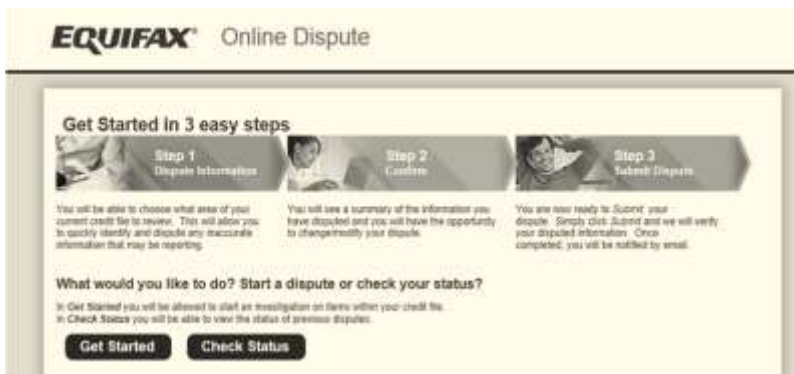 EQUIFAX® Online Dispute
Get Started in 3 easy steps
Step 1
Dispute Information
Step 2
Confirm
Step 3
Submit Dispute
You will be able to choose what area of your
current credit file to review. This will allow you
to quickly identify and dispute any inaccurate
information that may be reporting.
You will see a summary of the information you
have disputed and you will have the opportunity
to change/modify your dispute.
You are now ready to Submit your
dispute. Simply click Submit and we will verify
your disputed information. Once
completed, you will be notified by email.
What would you like to do? Start a dispute or check your status?
In Get Started you will be allowed to start an investigation on items within your credit file.
In Check Status you will be able to view the status of previous disputes.
Get Started
Check Status